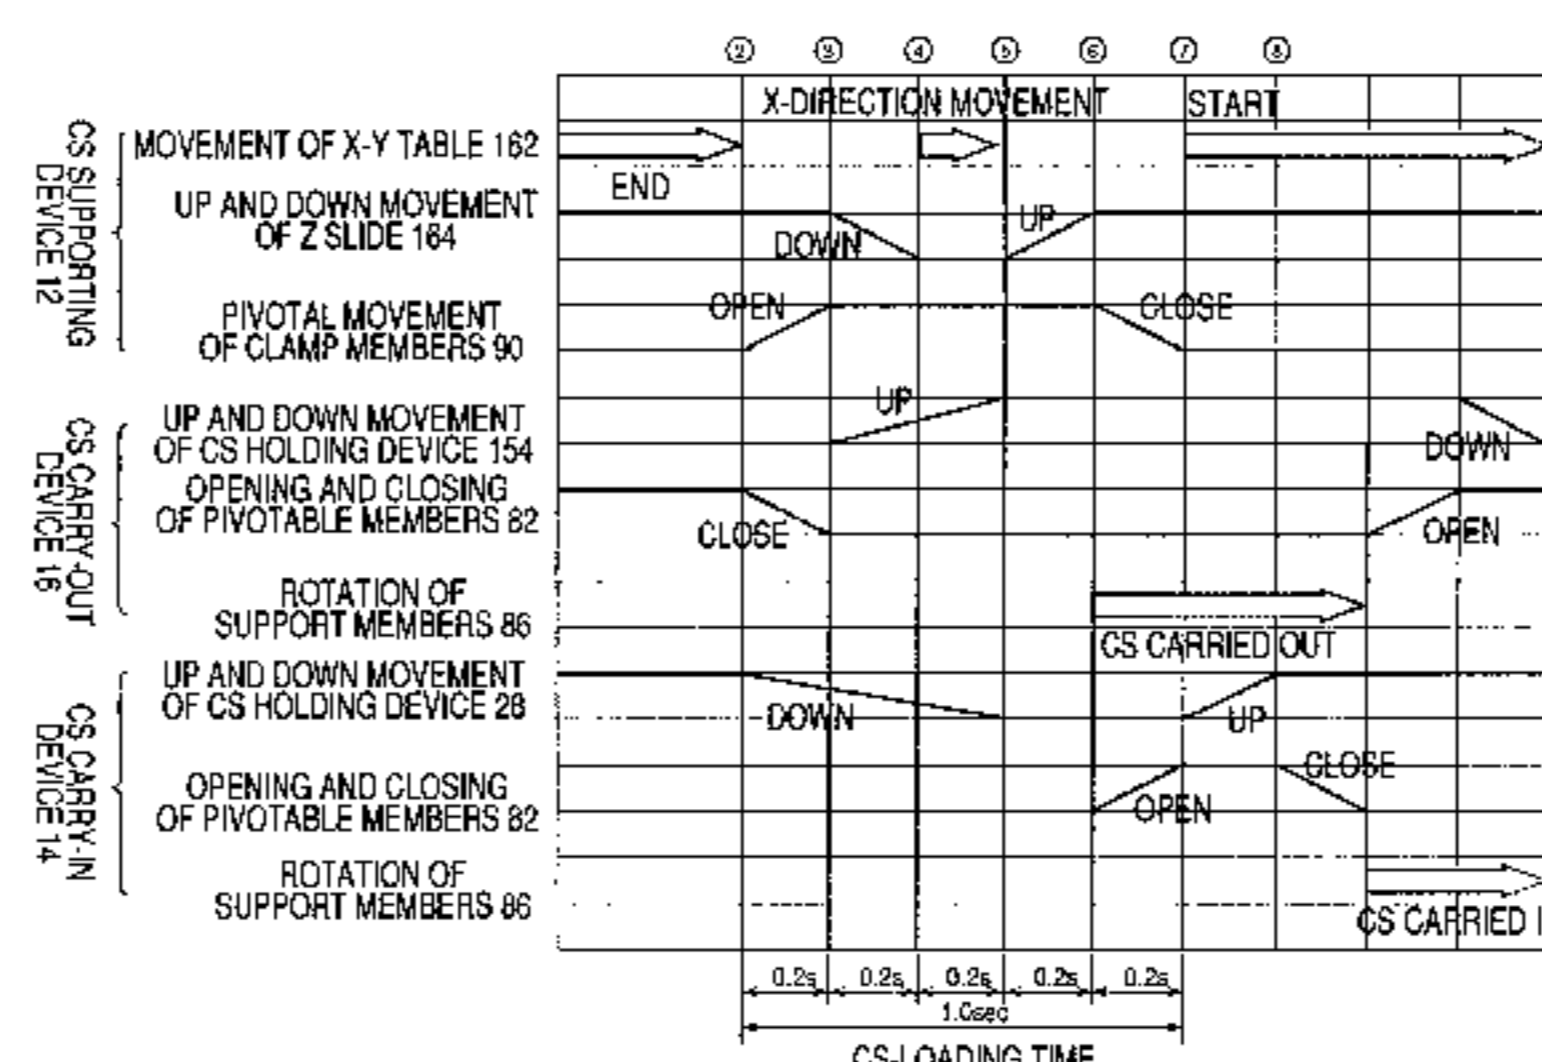 ② ③ ④ ⑤ ⑥ ⑦ ⑧
X-DIRECTION MOVEMENT START
CS SUPPORTING
DEVICE 12
MOVEMENT OF X-Y TABLE 162
END
UP AND DOWN MOVEMENT
OF Z SLIDE 164
DOWN
UP
PIVOTAL MOVEMENT
OF CLAMP MEMBERS 90
OPEN
CLOSE
CS CARRY-OUT
DEVICE 16
UP AND DOWN MOVEMENT
OF CS HOLDING DEVICE 154
UP
DOWN
OPENING AND CLOSING
OF PIVOTABLE MEMBERS 82
CLOSE
OPEN
ROTATION OF
SUPPORT MEMBERS 86
CS CARRIED OUT
CS CARRY-IN
DEVICE 14
UP AND DOWN MOVEMENT
OF CS HOLDING DEVICE 28
DOWN
UP
OPENING AND CLOSING
OF PIVOTABLE MEMBERS 82
OPEN
CLOSE
ROTATION OF
SUPPORT MEMBERS 86
CS CARRIED I
0.2s 0.2s 0.2s 0.2s 0.2s
1.0sec
CS-LOADING TIME